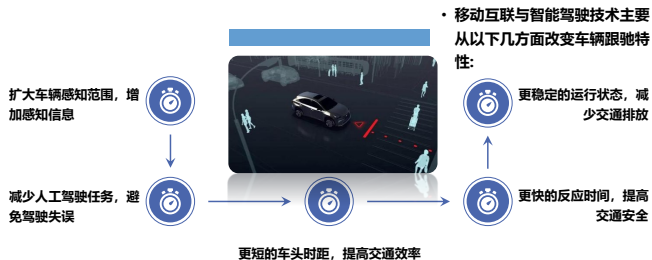 • 移动互联与智能驾驶技术主要
从以下几方面改变车辆跟驰特
性:
扩大车辆感知范围，增
加感知信息
减少人工驾驶任务，避
免驾驶失误
更短的车头时距，提高交通效率
更快的反应时间，提高
交通安全
更稳定的运行状态，减
少交通排放